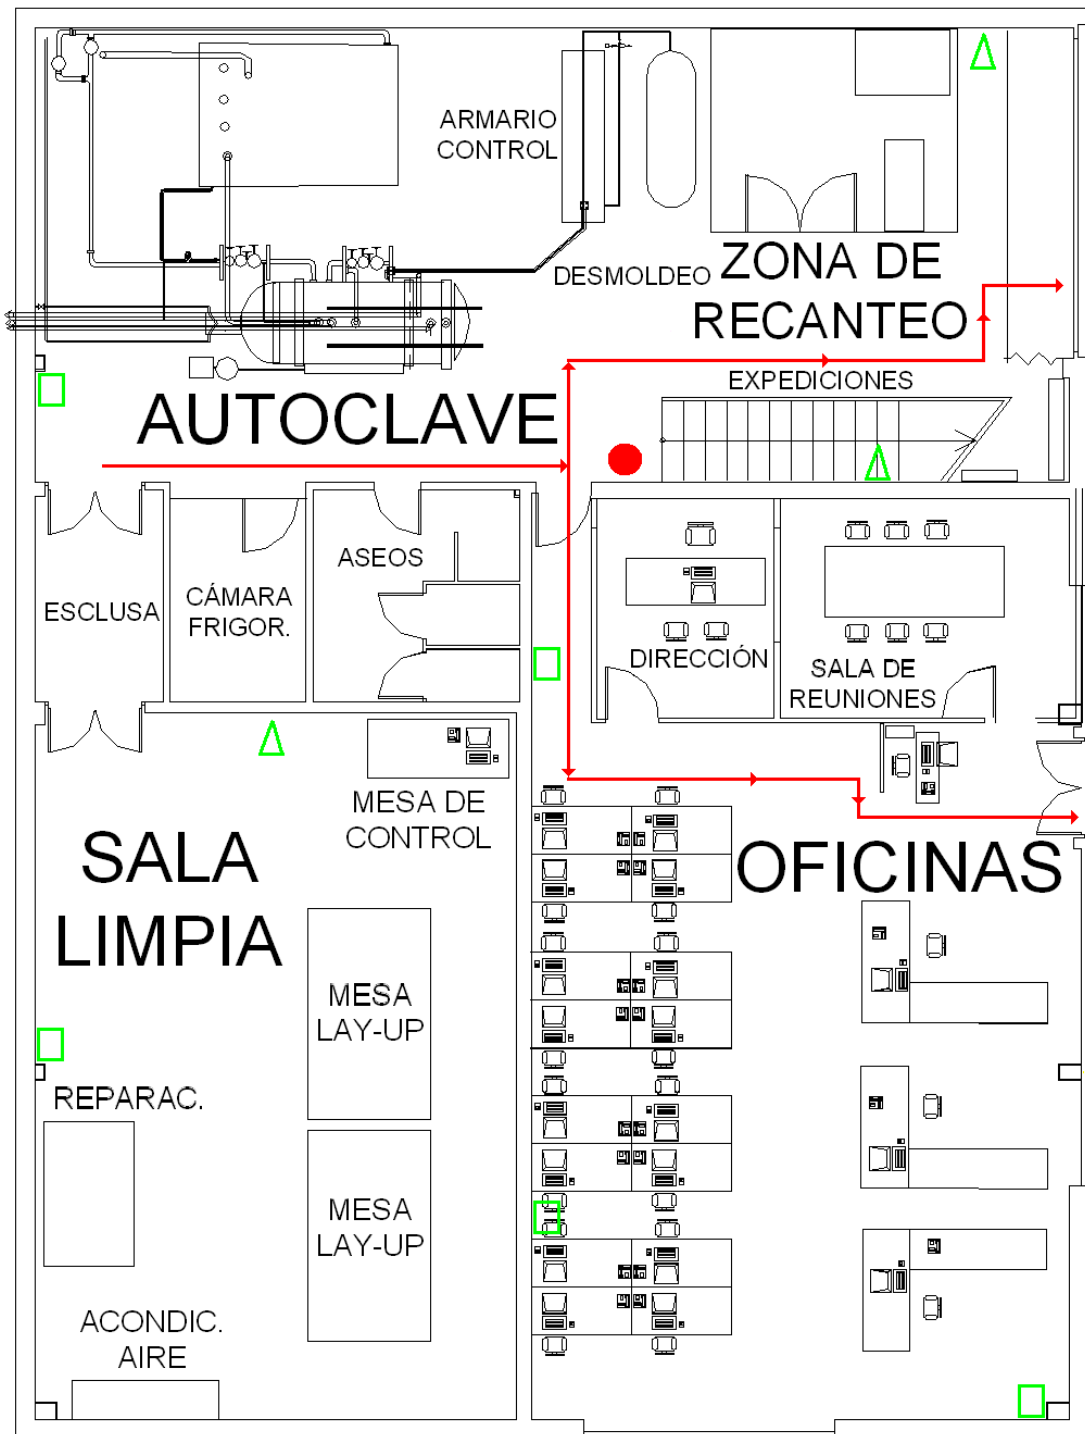 ARMARIO
CONTROL
DESMOLDEO
ZONA DE
RECANTEO
EXPEDICIONES
AUTOCLAVE
ESCLUSA
CÁMARA
FRIGOR.
ASEOS
DIRECCIÓN
SALA DE
REUNIONES
MESA DE
CONTROL
SALA
LIMPIA
OFICINAS
MESA
LAY-UP
REPARAC.
MESA
LAY-UP
ACONDIC.
AIRE